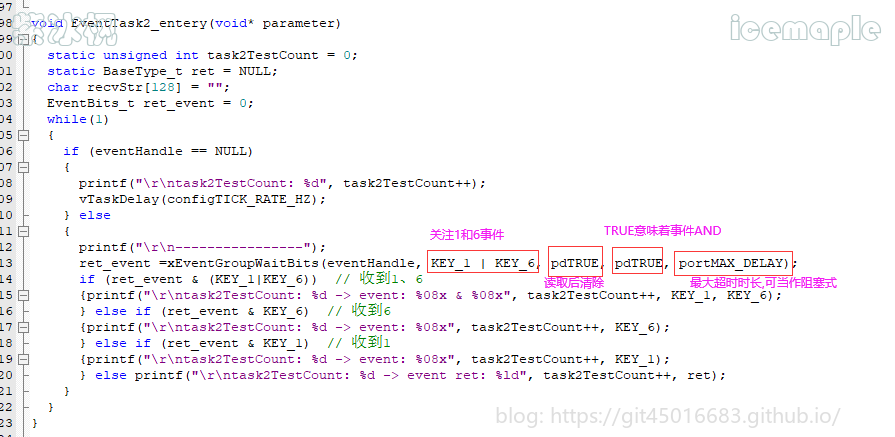 97
98 void EventTask2_entery(void* parameter)
紫冰枫
icemaple
99 {
00 static unsigned int task2TestCount = 0;
01 static BaseType_t ret = NULL;
02 char recvStr[128] = "";
03 EventBits_t ret_event = 0;
04 while(1)
05 {
06 if (eventHandle == NULL)
07 {
08 printf("\r\ntask2TestCount: %d", task2TestCount++);
09 vTaskDelay(configTICK_RATE_HZ);
10 } else
11 {
关注1和6事件
TRUE意味着事件AND
12 printf("\r\n----------------");
13 ret_event =xEventGroupWaitBits(eventHandle, KEY_1 | KEY_6, pdTRUE, pdTRUE, portMAX_DELAY);
14 if (ret_event & (KEY_1|KEY_6)) // 收到1、6
读取后清除
最大超时时长,可当作阻塞式
15 {printf("\r\ntask2TestCount: %d -> event: %08x & %08x", task2TestCount++, KEY_1, KEY_6);
16 } else if (ret_event & KEY_6) // 收到6
17 {printf("\r\ntask2TestCount: %d -> event: %08x", task2TestCount++, KEY_6);
18 } else if (ret_event & KEY_1) // 收到1
19 {printf("\r\ntask2TestCount: %d -> event: %08x", task2TestCount++, KEY_1);
20 } else printf("\r\ntask2TestCount: %d -> event ret: %ld", task2TestCount++, ret);
21 }
22 }
23 }
blog: https://git45016683.github.io/